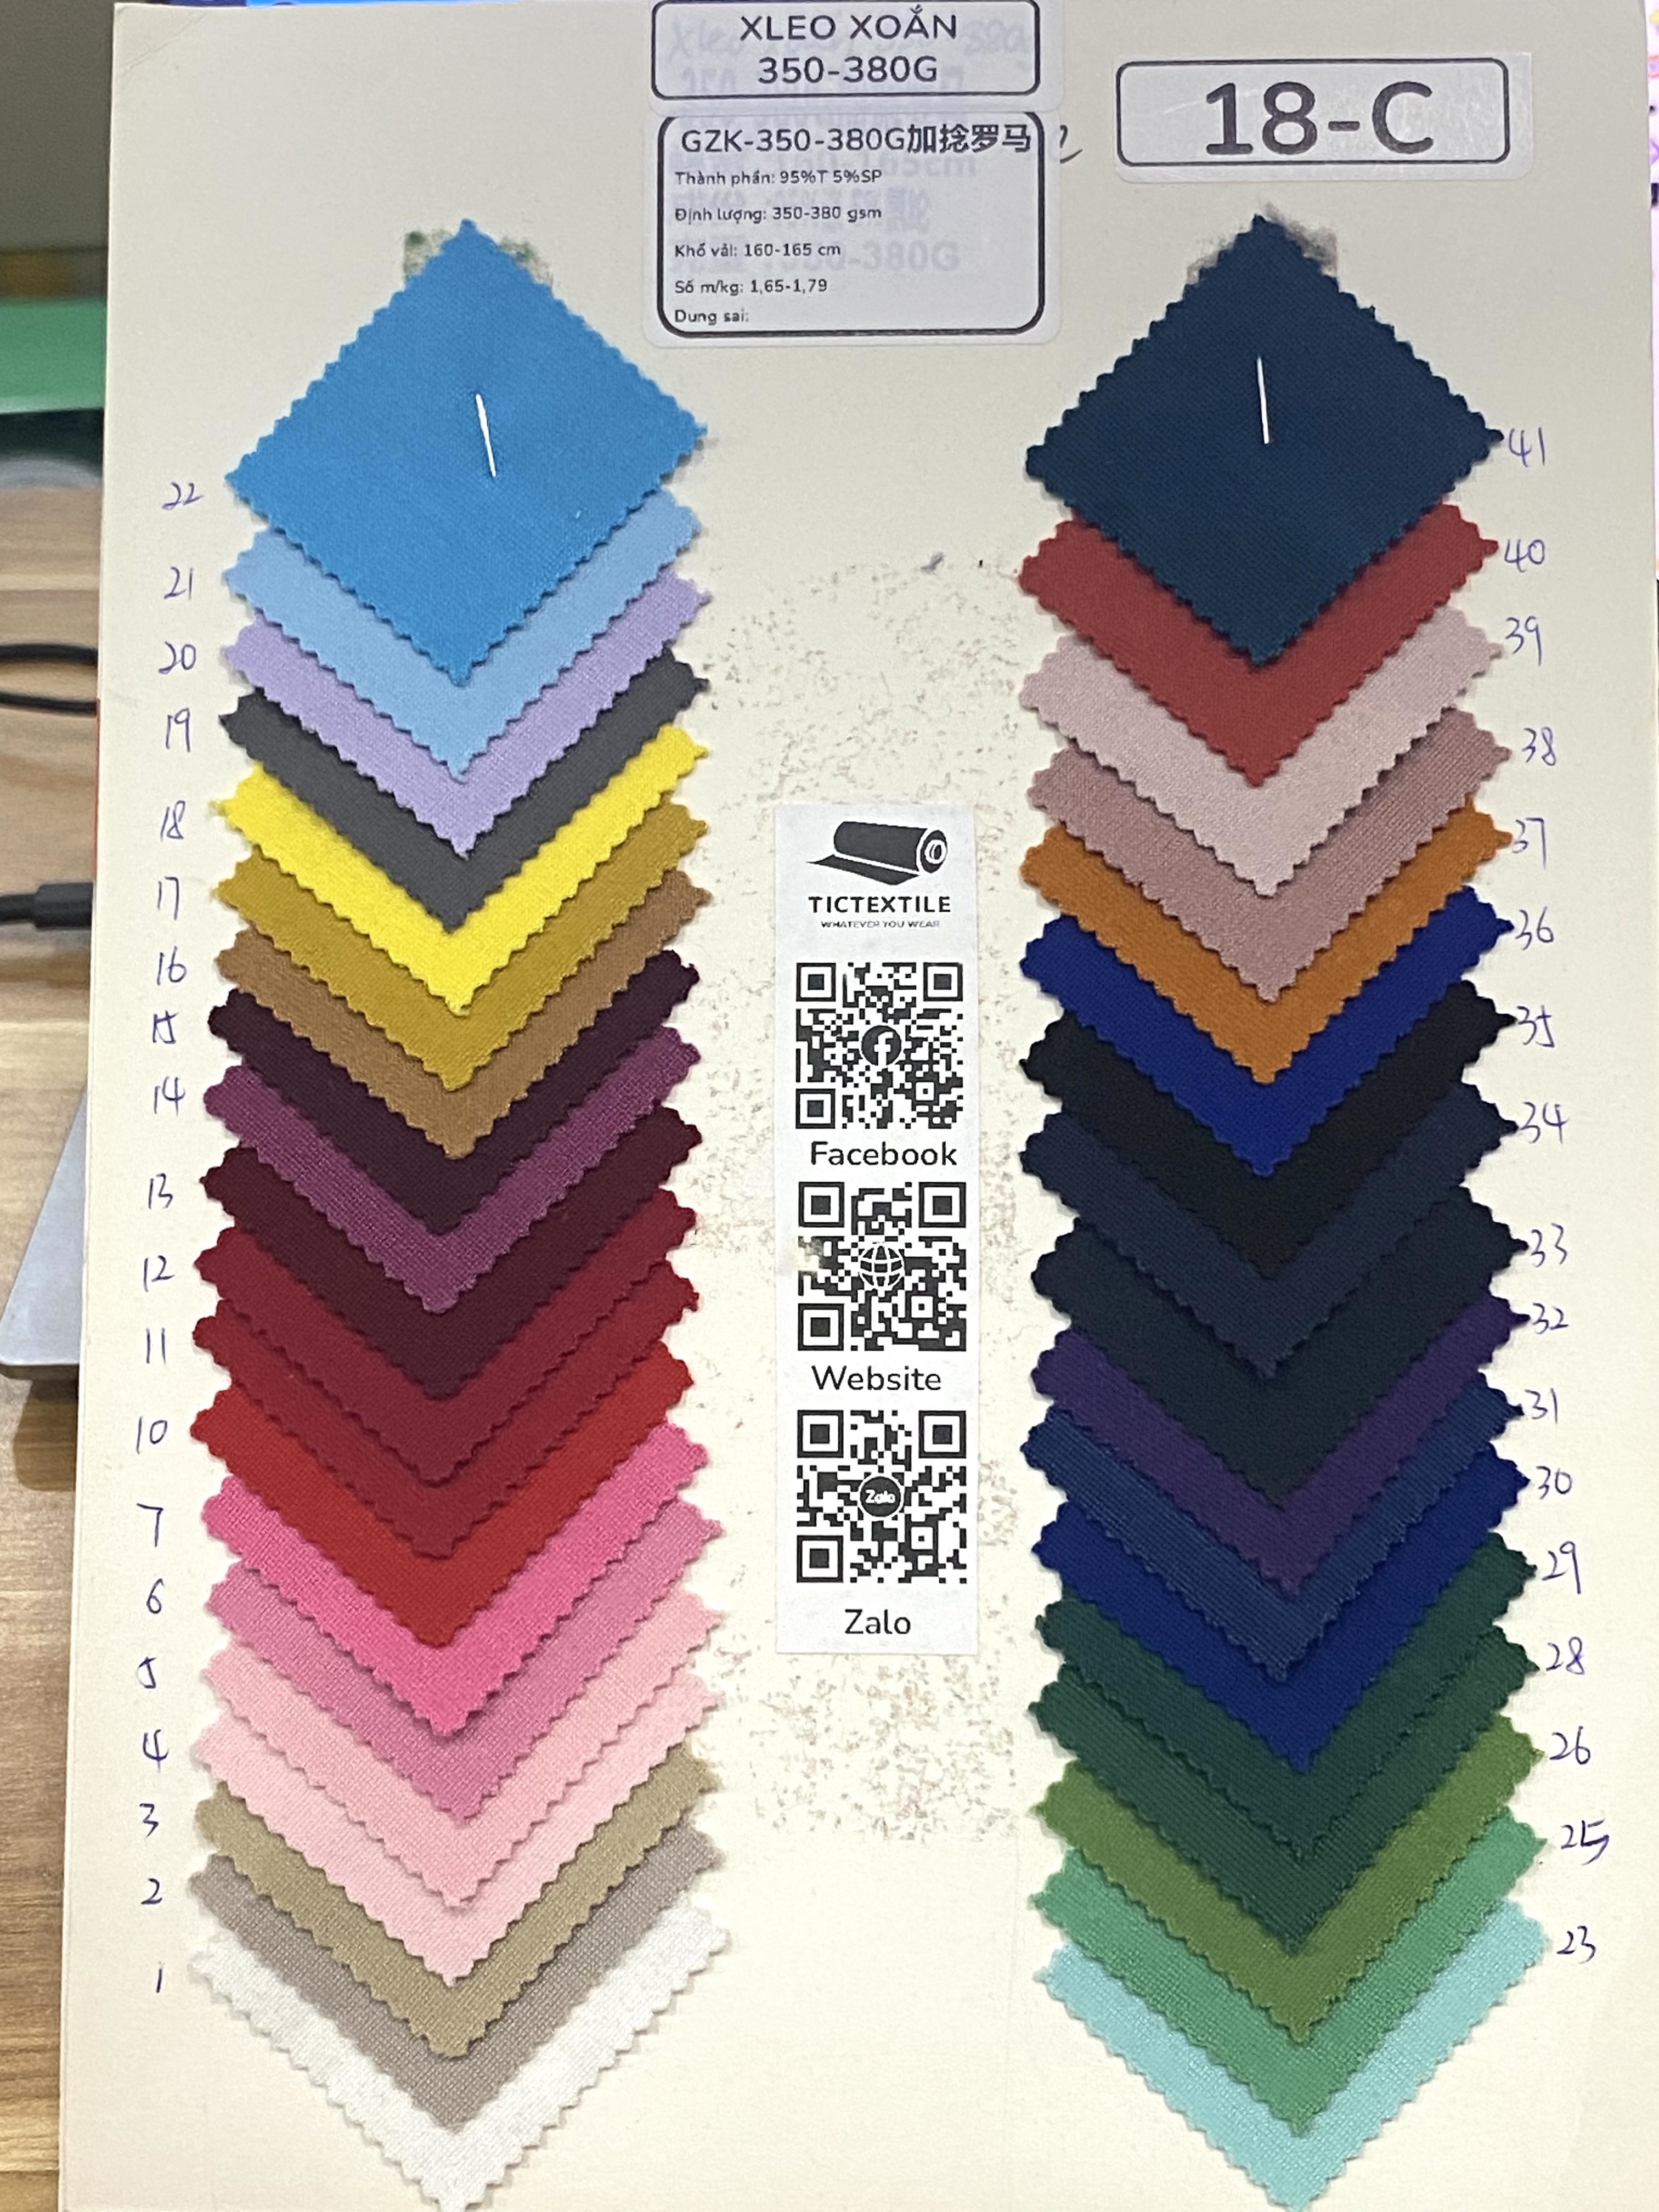 XLEO XOẮN
350-380G
18-C
GZK-350-380G加捻罗马
Thành phần: 95%T 5%SP
Định lượng: 350-380 gsm
Khổ vải: 160-165 cm
Số m/kg: 1,65-1,79
Dung sai:
22
21
20
19
18
17
16
15
14
13
12
11
10
7
6
5
4
3
2
1
TICTEXTILE
WHATEVER YOU WEAR
Facebook
Website
Zalo
Zalo
41
40
39
38
37
36
35
34
33
32
31
30
29
28
26
25
23